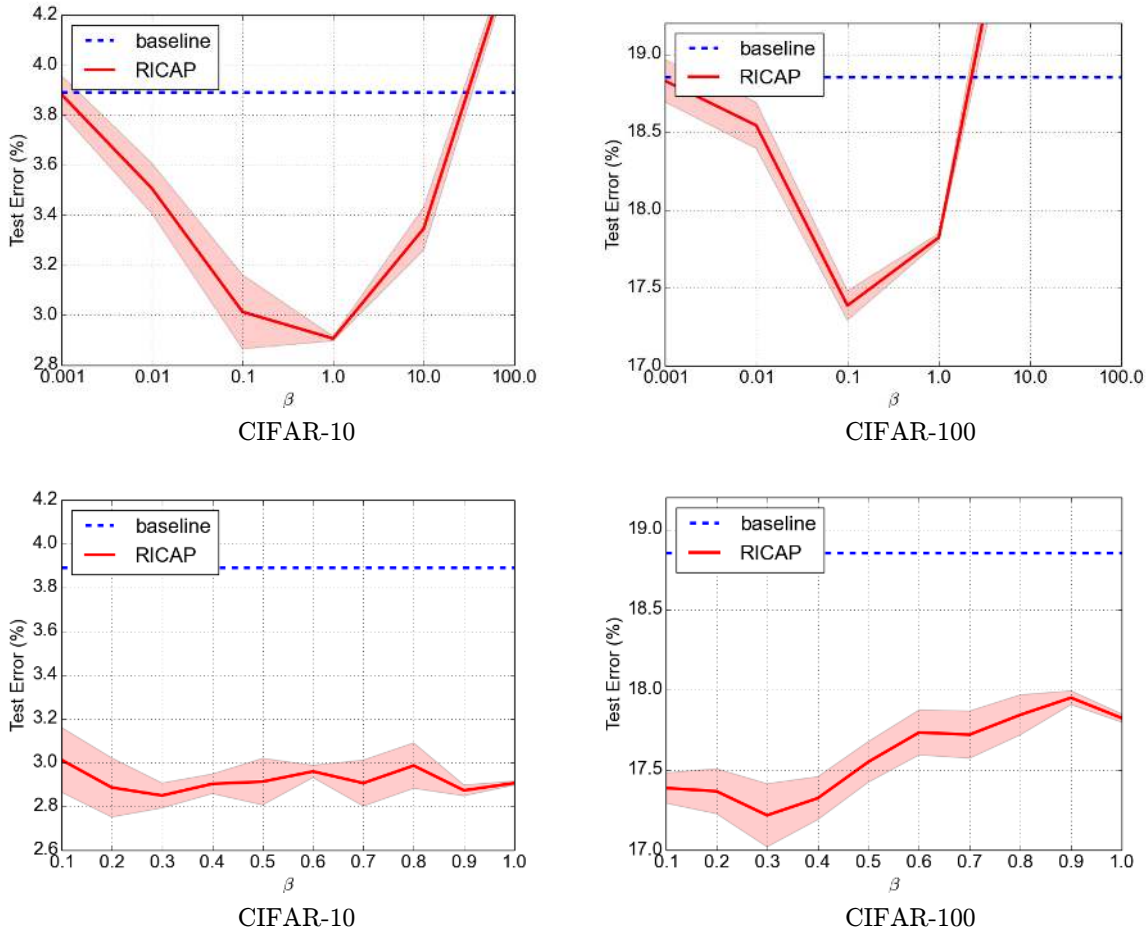 4.2
4.0
3.8
3.6
3.4
3.2
3.0
2.8
Test Error (%)
baseline
RICAP
0.001 0.01 0.1 1.0 10.0 100.0
β
CIFAR-10
19.0
18.5
18.0
17.5
17.0
Test Error (%)
baseline
RICAP
0.001 0.01 0.1 1.0 10.0 100.0
β
CIFAR-100
4.2
4.0
3.8
3.6
3.4
3.2
3.0
2.8
2.6
Test Error (%)
baseline
RICAP
0.1 0.2 0.3 0.4 0.5 0.6 0.7 0.8 0.9 1.0
β
CIFAR-10
19.0
18.5
18.0
17.5
17.0
Test Error (%)
baseline
RICAP
0.1 0.2 0.3 0.4 0.5 0.6 0.7 0.8 0.9 1.0
β
CIFAR-100